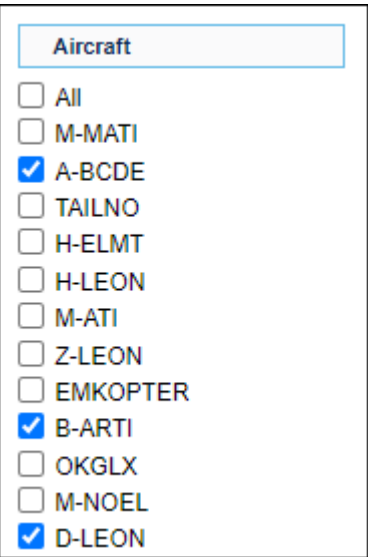 Aircraft
All
M-MATI
A-BCDE
TAILNO
H-ELMT
H-LEON
M-ATI
Z-LEON
EMKOPTER
B-ARTI
OKGLX
M-NOEL
D-LEON